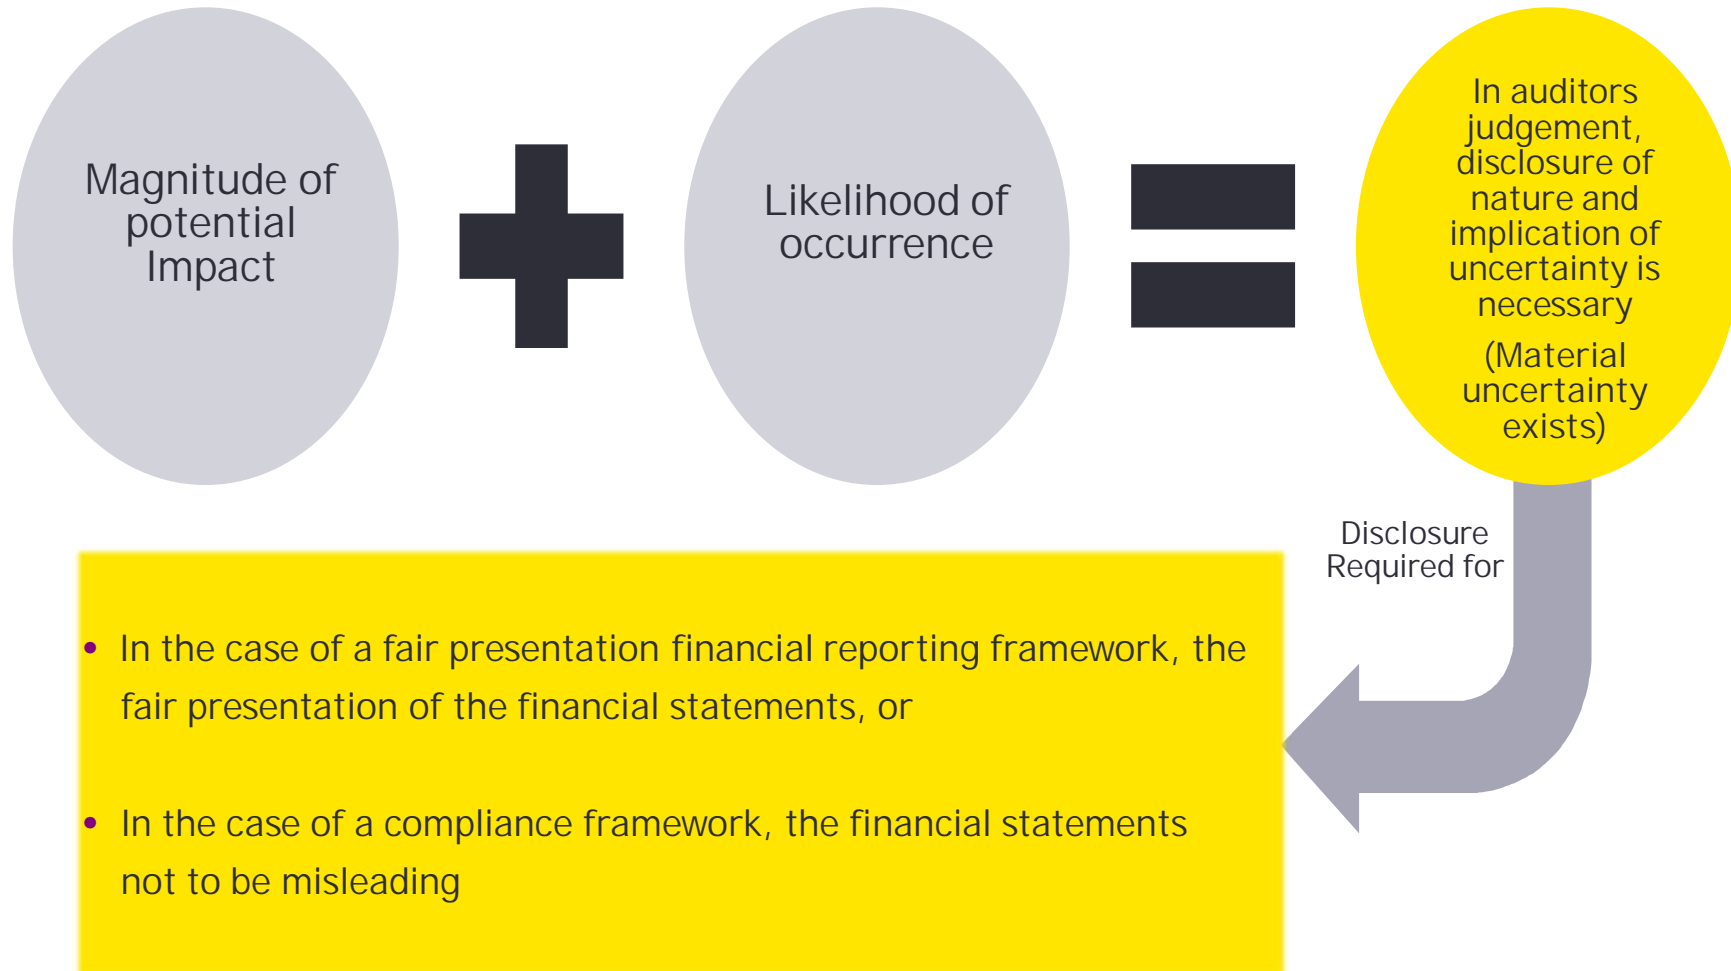 Magnitude of
potential
Impact
Likelihood of
occurrence
In auditors
judgement,
disclosure of
nature and
implication of
uncertainty is
necessary
(Material
uncertainty
exists)
Disclosure
Required for
• In the case of a fair presentation financial reporting framework, the
fair presentation of the financial statements, or
• In the case of a compliance framework, the financial statements
not to be misleading